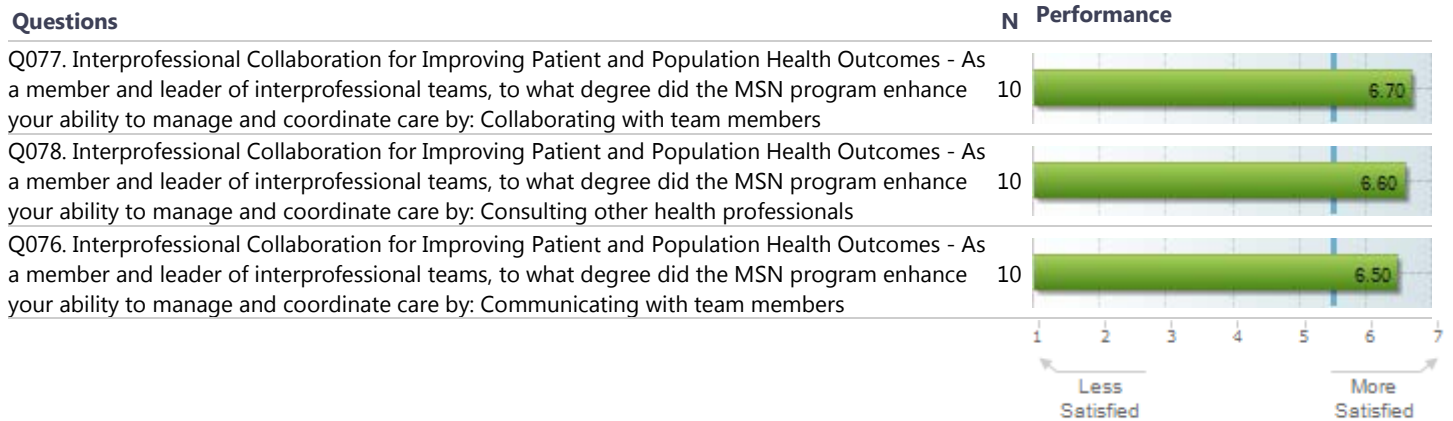 Questions N Performance
Q077. Interprofessional Collaboration for Improving Patient and Population Health Outcomes - As
a member and leader of interprofessional teams, to what degree did the MSN program enhance
your ability to manage and coordinate care by: Collaborating with team members
10
6.70
Q078. Interprofessional Collaboration for Improving Patient and Population Health Outcomes - As
a member and leader of interprofessional teams, to what degree did the MSN program enhance
your ability to manage and coordinate care by: Consulting other health professionals
10
6.60
Q076. Interprofessional Collaboration for Improving Patient and Population Health Outcomes - As
a member and leader of interprofessional teams, to what degree did the MSN program enhance
your ability to manage and coordinate care by: Communicating with team members
10
6.50
1 2 3 4 5 6 7
Less
Satisfied
More
Satisfied